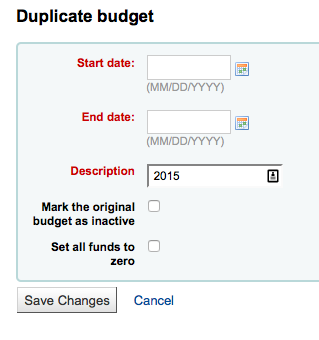 Duplicate budget
Start date:
(MM/DD/YYYY)
End date:
(MM/DD/YYYY)
Description
2015
Mark the original
budget as inactive
Set all funds to
zero
Save Changes Cancel